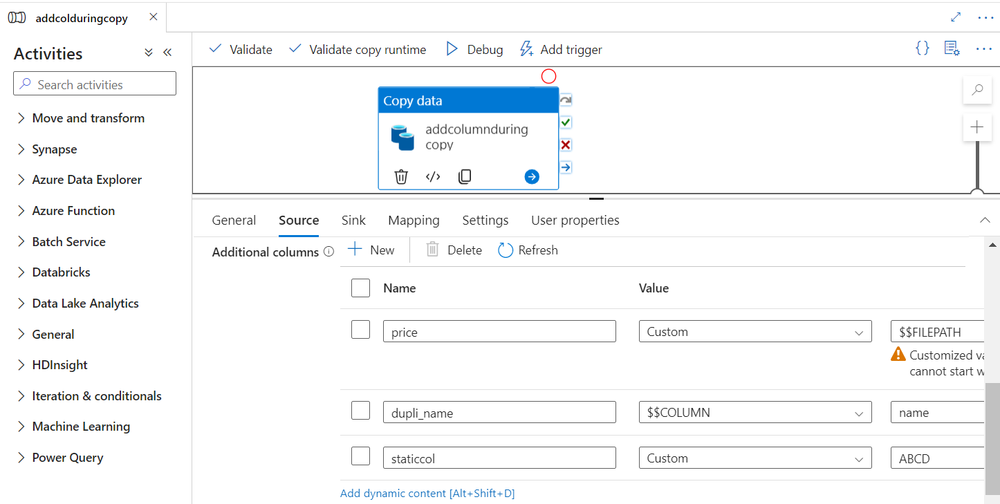 addcolduringcopy
Activities
Validate
Validate copy runtime
Debug
Add trigger
{}
Search activities
Move and transform
Synapse
Azure Data Explorer
Azure Function
Batch Service
Databricks
Data Lake Analytics
General
HDInsight
Iteration & conditionals
Machine Learning
Power Query
Copy data
addcolumnduring
copy
General
Source
Sink
Mapping
Settings
User properties
Additional columns
New
Delete
Refresh
Name
Value
price
Custom
$$FILEPATH
Customized va
cannot start w
dupli_name
$$COLUMN
name
staticcol
Custom
ABCD
Add dynamic content [Alt+Shift+D]